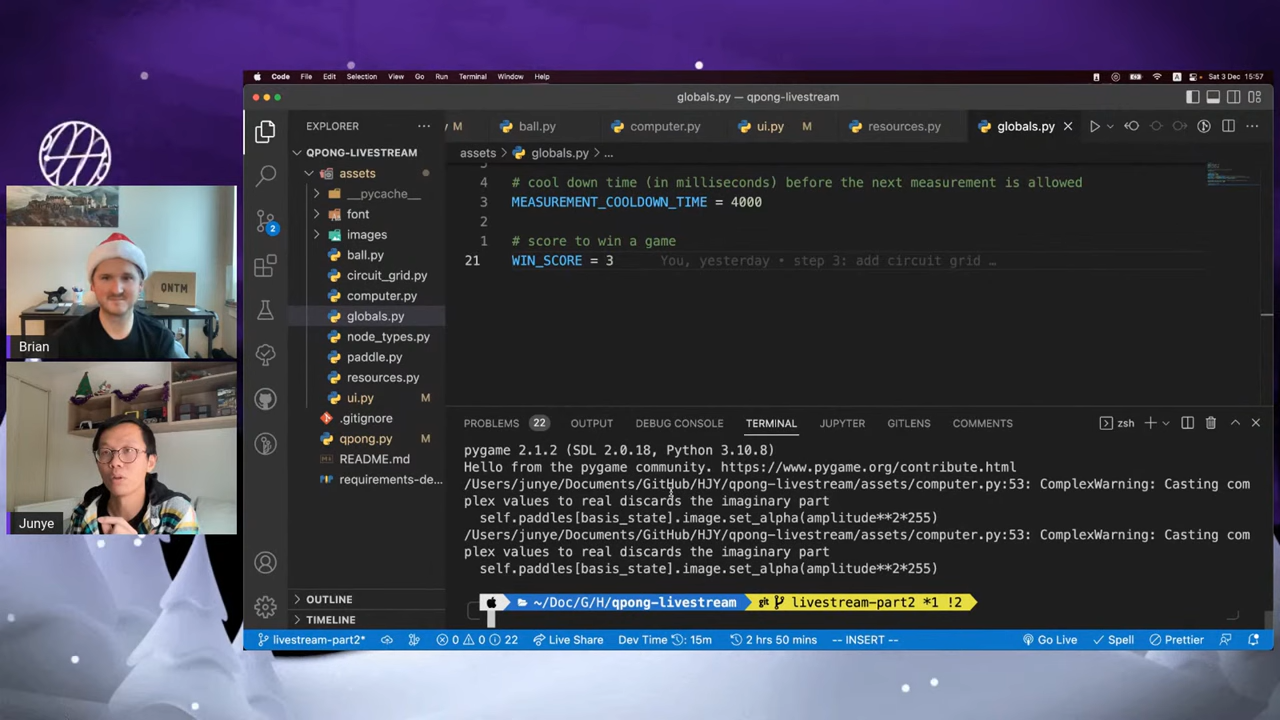 Code File Edit Selection View Go Run Terminal Window Help
A Sat 3 Dec 15:57
globals.py — qpong-livestream
EXPLORER
M ball.py computer.py ui.py M resources.py globals.py
QPONG-LIVESTREAM
assets > globals.py > ...
assets
__pycache__
font
images
ball.py
circuit_grid.py
computer.py
globals.py
node_types.py
paddle.py
resources.py
ui.py M
.gitignore
qpong.py M
README.md
requirements-de...
OUTLINE
TIMELINE
2
4 # cool down time (in milliseconds) before the next measurement is allowed
3 MEASUREMENT_COOLDOWN_TIME = 4000
2
1 # score to win a game
21 WIN_SCORE = 3 You, yesterday • step 3: add circuit grid …
PROBLEMS 22 OUTPUT DEBUG CONSOLE TERMINAL JUPYTER GITLENS COMMENTS zsh
pygame 2.1.2 (SDL 2.0.18, Python 3.10.8)
Hello from the pygame community. https://www.pygame.org/contribute.html
/Users/junye/Documents/GitHub/HJY/qpong-livestream/assets/computer.py:53: ComplexWarning: Casting com
plex values to real discards the imaginary part
self.paddles[basis_state].image.set_alpha(amplitude**2*255)
/Users/junye/Documents/GitHub/HJY/qpong-livestream/assets/computer.py:53: ComplexWarning: Casting com
plex values to real discards the imaginary part
self.paddles[basis_state].image.set_alpha(amplitude**2*255)
~/Doc/G/H/qpong-livestream git livestream-part2 *1 !2
livestream-part2* 0 0 22 Live Share Dev Time: 15m 2 hrs 50 mins -- INSERT -- Go Live Spell Prettier
QNTM
Brian
Junye